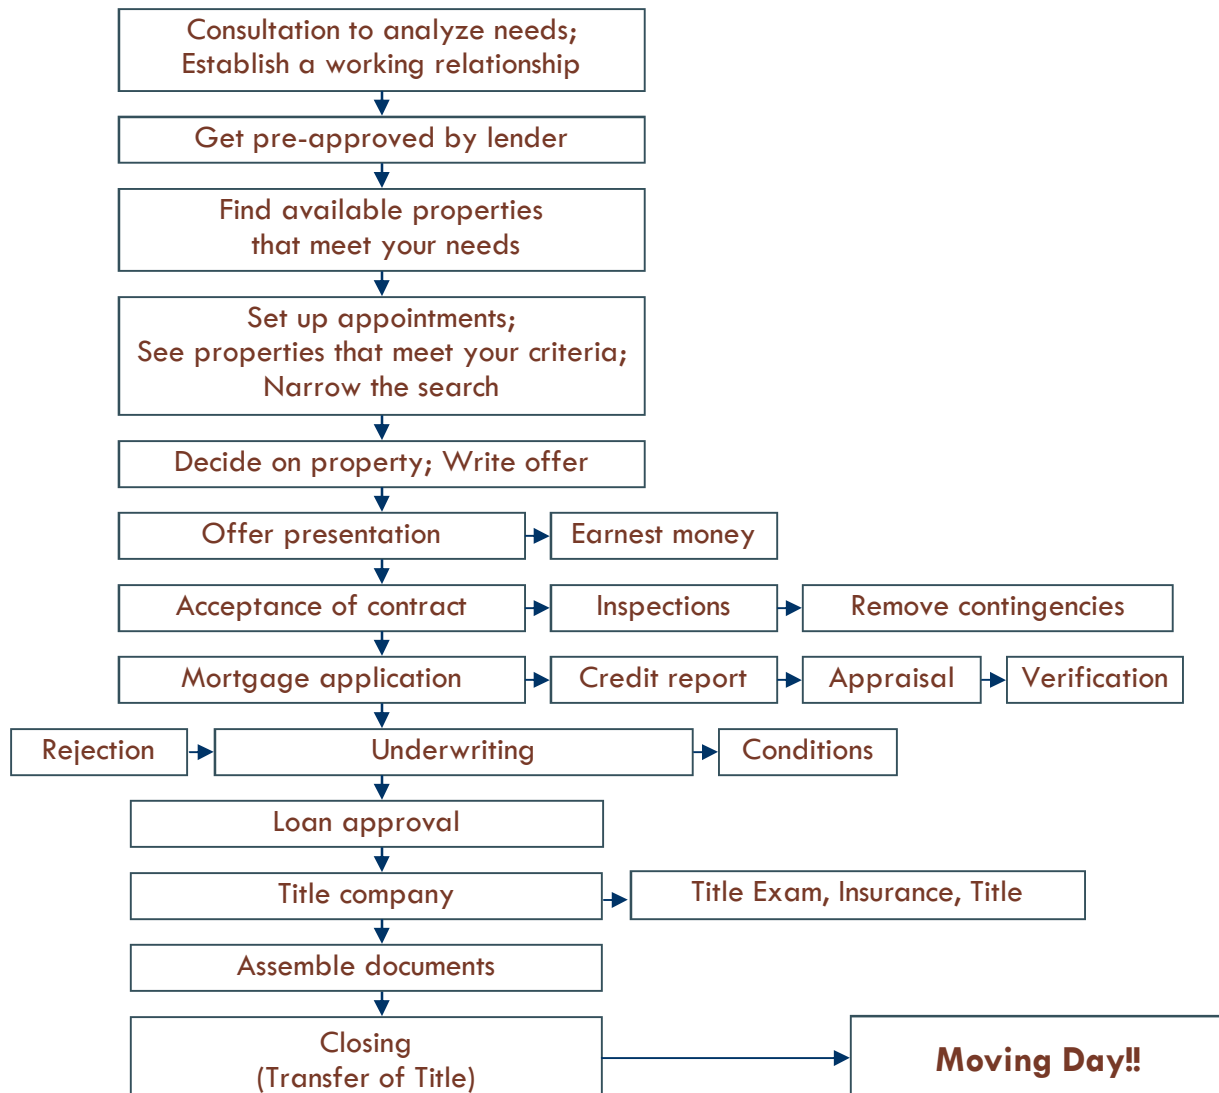 Consultation to analyze needs;
Establish a working relationship
Get pre-approved by lender
Find available properties
that meet your needs
Set up appointments;
See properties that meet your criteria;
Narrow the search
Decide on property; Write offer
Offer presentation
Earnest money
Acceptance of contract
Inspections
Remove contingencies
Mortgage application
Credit report
Appraisal
Verification
Rejection
Underwriting
Conditions
Loan approval
Title company
Title Exam, Insurance, Title
Assemble documents
Closing
(Transfer of Title)
Moving Day!!